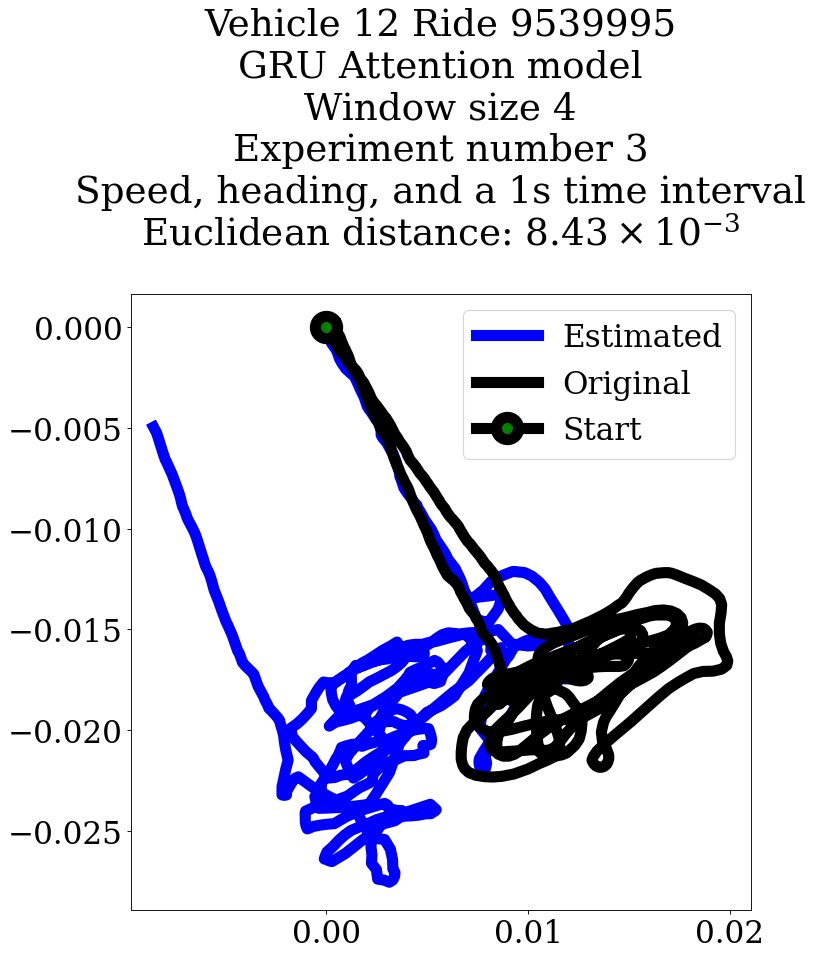 Vehicle 12 Ride 9539995
GRU Attention model
Window size 4
Experiment number 3
Speed, heading, and a 1s time interval
Euclidean distance: 8.43 × 10⁻³
Estimated
Original
Start
0.000
−0.005
−0.010
−0.015
−0.020
−0.025
0.00 0.01 0.02